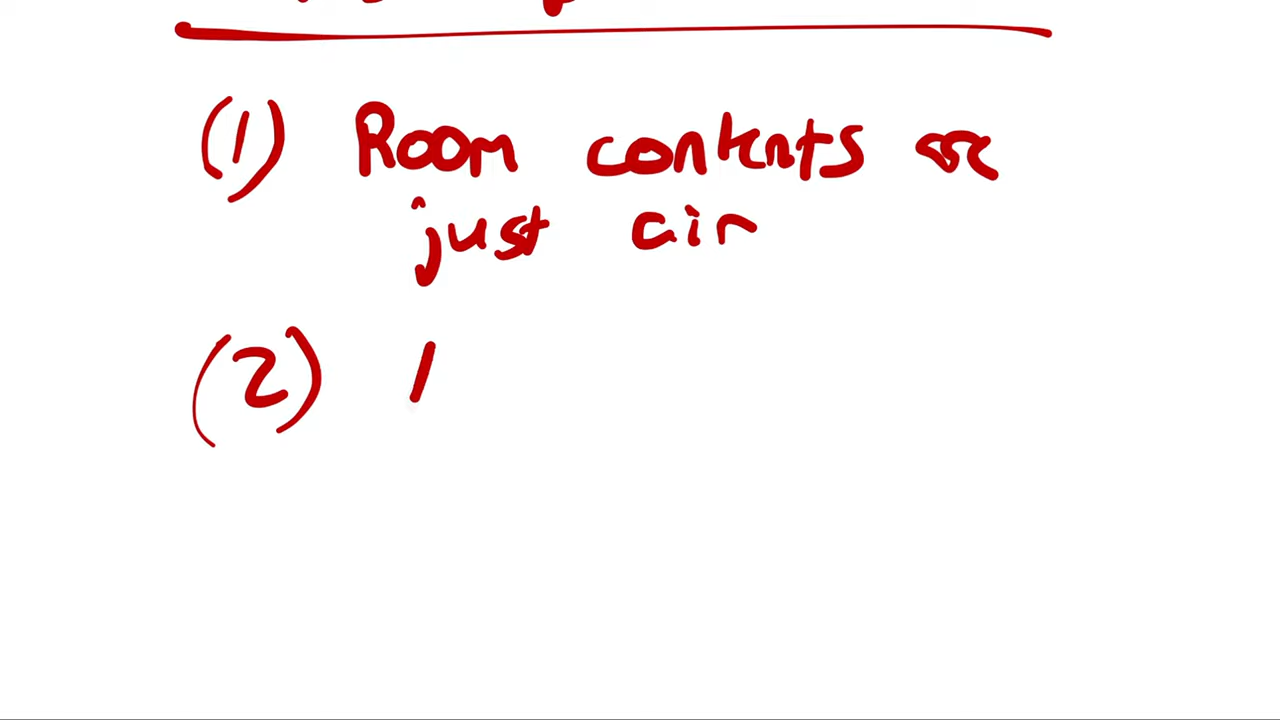 (1) Room contents are
just air
(2)